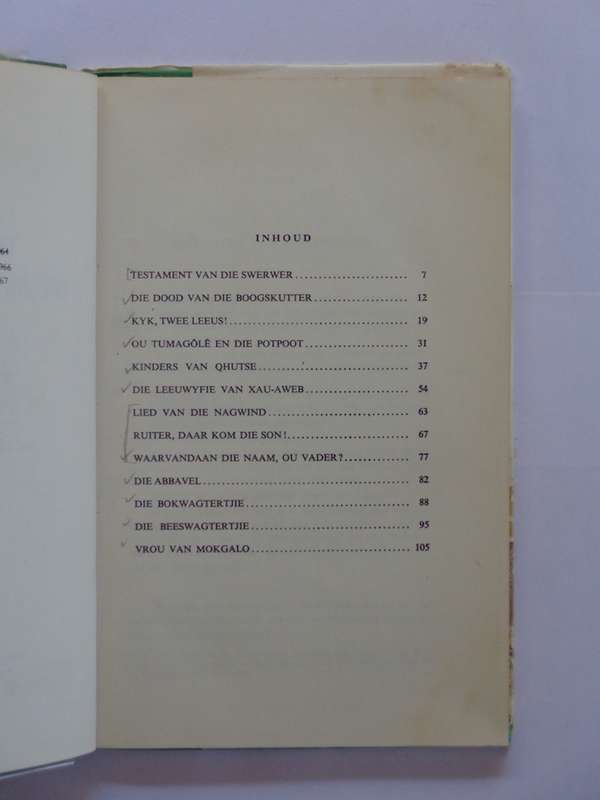 64
966
67
INHOUD
TESTAMENT VAN DIE SWERWER ....................... 7
DIE DOOD VAN DIE BOOGSKUTTER ................... 12
KYK, TWEE LEEUS! .................................... 19
OU TUMAGÔLÊ EN DIE POTPOOT ..................... 31
KINDERS VAN QHUTSE ............................... 37
DIE LEEUWYFIE VAN XAU-AWEB ..................... 54
LIED VAN DIE NAGWIND ............................. 63
RUITER, DAAR KOM DIE SON! ......................... 67
WAARVANDAAN DIE NAAM, OU VADER? ............. 77
DIE ABBAVEL .......................................... 82
DIE BOKWAGTERTJIE .................................. 88
DIE BEESWAGTERTJIE ................................. 95
VROU VAN MOKGALO ................................ 105